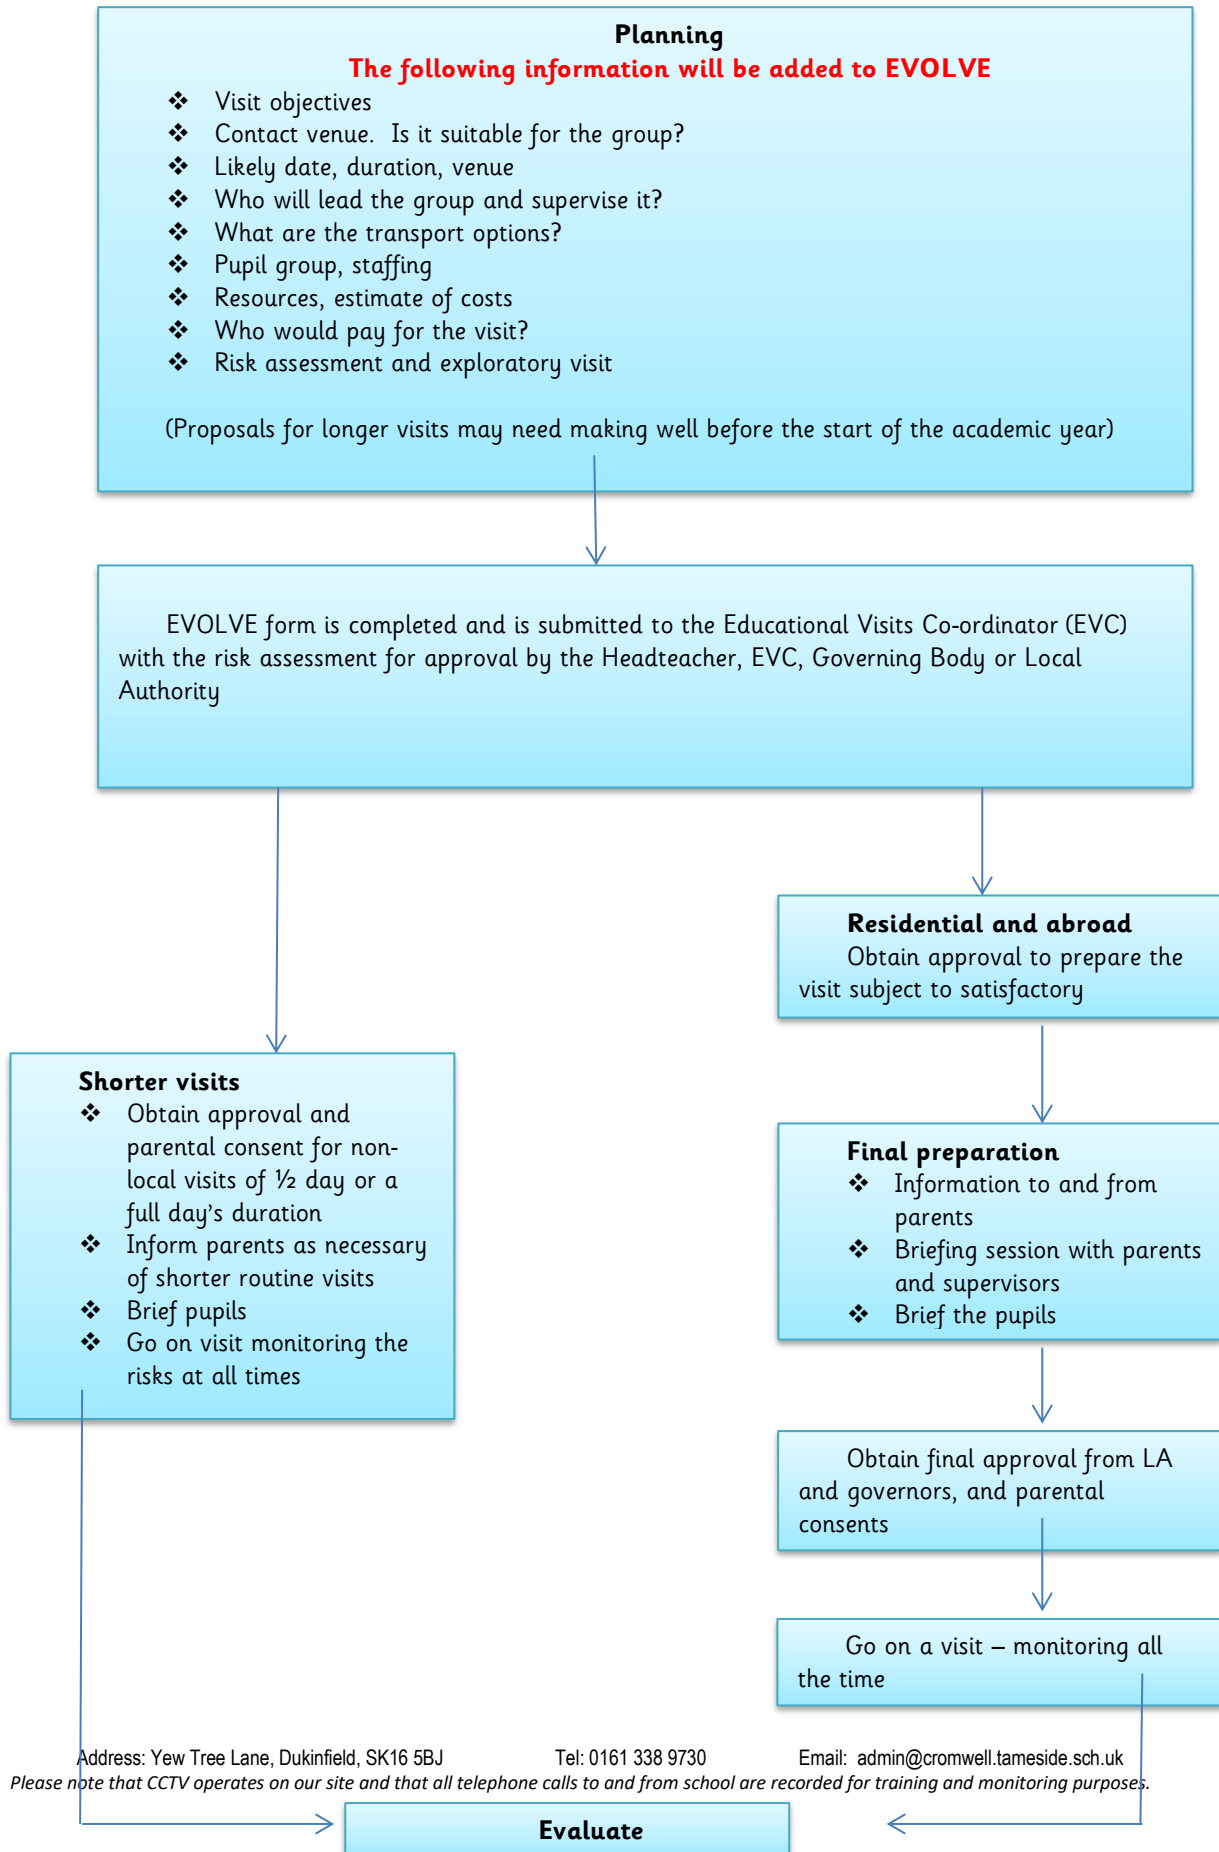 Planning
The following information will be added to EVOLVE
❖ Visit objectives
❖ Contact venue. Is it suitable for the group?
❖ Likely date, duration, venue
❖ Who will lead the group and supervise it?
❖ What are the transport options?
❖ Pupil group, staffing
❖ Resources, estimate of costs
❖ Who would pay for the visit?
❖ Risk assessment and exploratory visit
(Proposals for longer visits may need making well before the start of the academic year)
EVOLVE form is completed and is submitted to the Educational Visits Co-ordinator (EVC)
with the risk assessment for approval by the Headteacher, EVC, Governing Body or Local
Authority
Residential and abroad
Obtain approval to prepare the
visit subject to satisfactory
Shorter visits
❖ Obtain approval and
parental consent for non-
local visits of ½ day or a
full day's duration
❖ Inform parents as necessary
of shorter routine visits
❖ Brief pupils
❖ Go on visit monitoring the
risks at all times
Final preparation
❖ Information to and from
parents
❖ Briefing session with parents
and supervisors
❖ Brief the pupils
Obtain final approval from LA
and governors, and parental
consents
Go on a visit – monitoring all
the time
Address: Yew Tree Lane, Dukinfield, SK16 5BJ Tel: 0161 338 9730 Email: admin@cromwell.tameside.sch.uk
Please note that CCTV operates on our site and that all telephone calls to and from school are recorded for training and monitoring purposes.
Evaluate